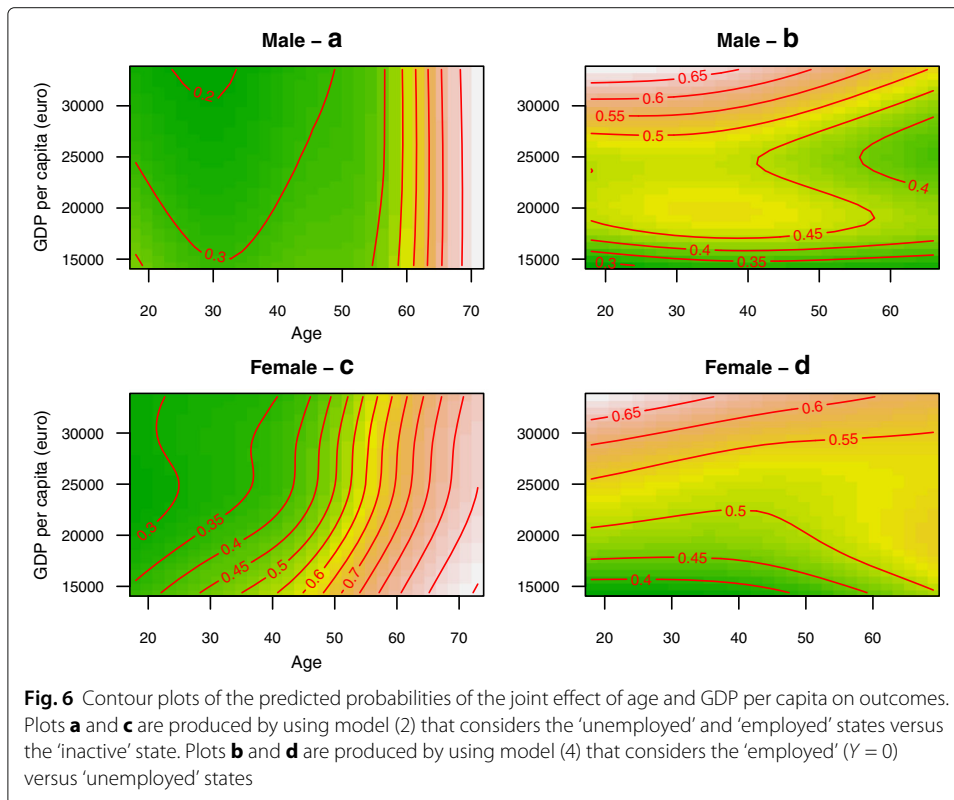 Male – a
Male – b
GDP per capita (euro)
30000
25000
20000
15000
0.2
0.3
20 30 40 50 60 70
Age
30000
25000
20000
15000
0.65
0.6
0.55
0.5
0.4
0.45
0.4
0.35
0.3
20 30 40 50 60
Female – c
Female – d
GDP per capita (euro)
30000
25000
20000
15000
0.3
0.35
0.4
0.45
0.5
0.6
0.7
20 30 40 50 60 70
Age
30000
25000
20000
15000
0.65
0.6
0.55
0.5
0.45
0.4
20 30 40 50 60
Fig. 6 Contour plots of the predicted probabilities of the joint effect of age and GDP per capita on outcomes.
Plots a and c are produced by using model (2) that considers the ‘unemployed’ and ‘employed’ states versus
the ‘inactive’ state. Plots b and d are produced by using model (4) that considers the ‘employed’ (Y = 0)
versus ‘unemployed’ states